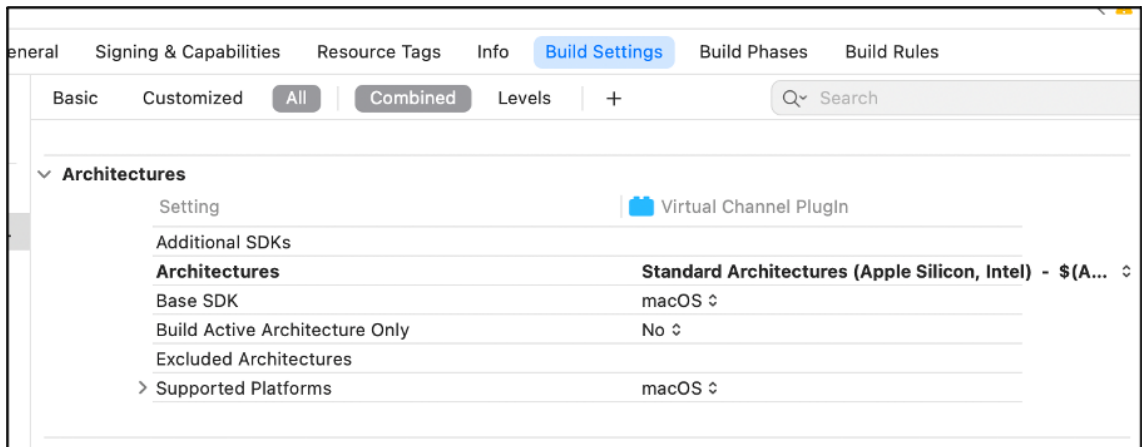 eneral Signing & Capabilities Resource Tags Info Build Settings Build Phases Build Rules
Basic Customized All Combined Levels + Search
Architectures
Setting Virtual Channel PlugIn
Additional SDKs
Architectures Standard Architectures (Apple Silicon, Intel) - $(A...
Base SDK macOS
Build Active Architecture Only No
Excluded Architectures
Supported Platforms macOS